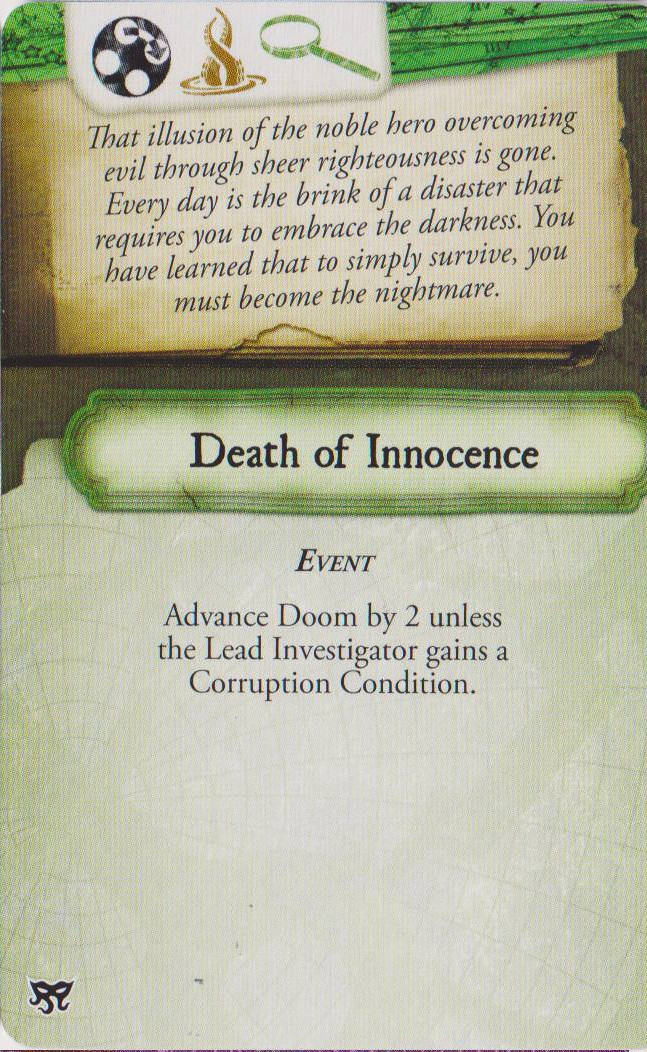 That illusion of the noble hero overcoming
evil through sheer righteousness is gone.
Every day is the brink of a disaster that
requires you to embrace the darkness. You
have learned that to simply survive, you
must become the nightmare.
Death of Innocence
EVENT
Advance Doom by 2 unless
the Lead Investigator gains a
Corruption Condition.